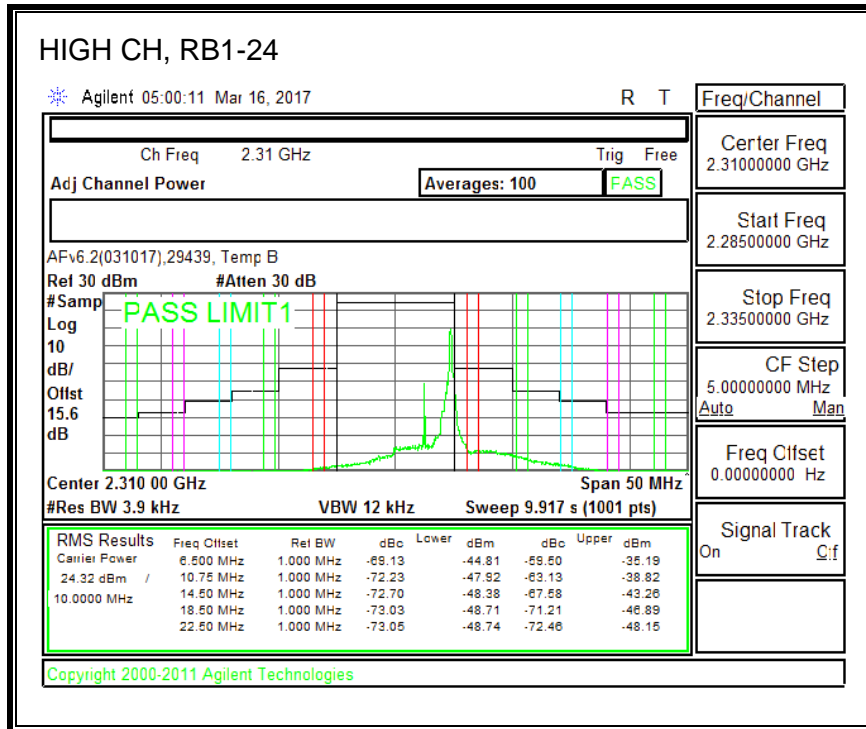 HIGH CH, RB1-24
Agilent 05:00:11 Mar 16, 2017 R T
Freq/Channel
Ch Freq 2.31 GHz Trig Free
Adj Channel Power Averages: 100 PASS
Center Freq
2.31000000 GHz
Start Freq
2.28500000 GHz
Stop Freq
2.33500000 GHz
CF Step
5.00000000 MHz
Auto Man
Freq Offset
0.00000000 Hz
Signal Track
On Off
AFv6.2(031017),29439, Temp B
Ref 30 dBm #Atten 30 dB
#Samp
Log
10
dB/
Offst
15.6
dB
PASS LIMIT1
Center 2.310 00 GHz Span 50 MHz
#Res BW 3.9 kHz VBW 12 kHz Sweep 9.917 s (1001 pts)
RMS Results Freq Offset Ref BW dBc Lower dBm dBc Upper dBm
Carrier Power 6.500 MHz 1.000 MHz -69.13 -44.81 -59.50 -35.19
24.32 dBm / 10.75 MHz 1.000 MHz -72.23 -47.92 -63.13 -38.82
10.0000 MHz 14.50 MHz 1.000 MHz -72.70 -48.38 -67.58 -43.26
18.50 MHz 1.000 MHz -73.03 -48.71 -71.21 -46.89
22.50 MHz 1.000 MHz -73.05 -48.74 -72.46 -48.15
Copyright 2000-2011 Agilent Technologies